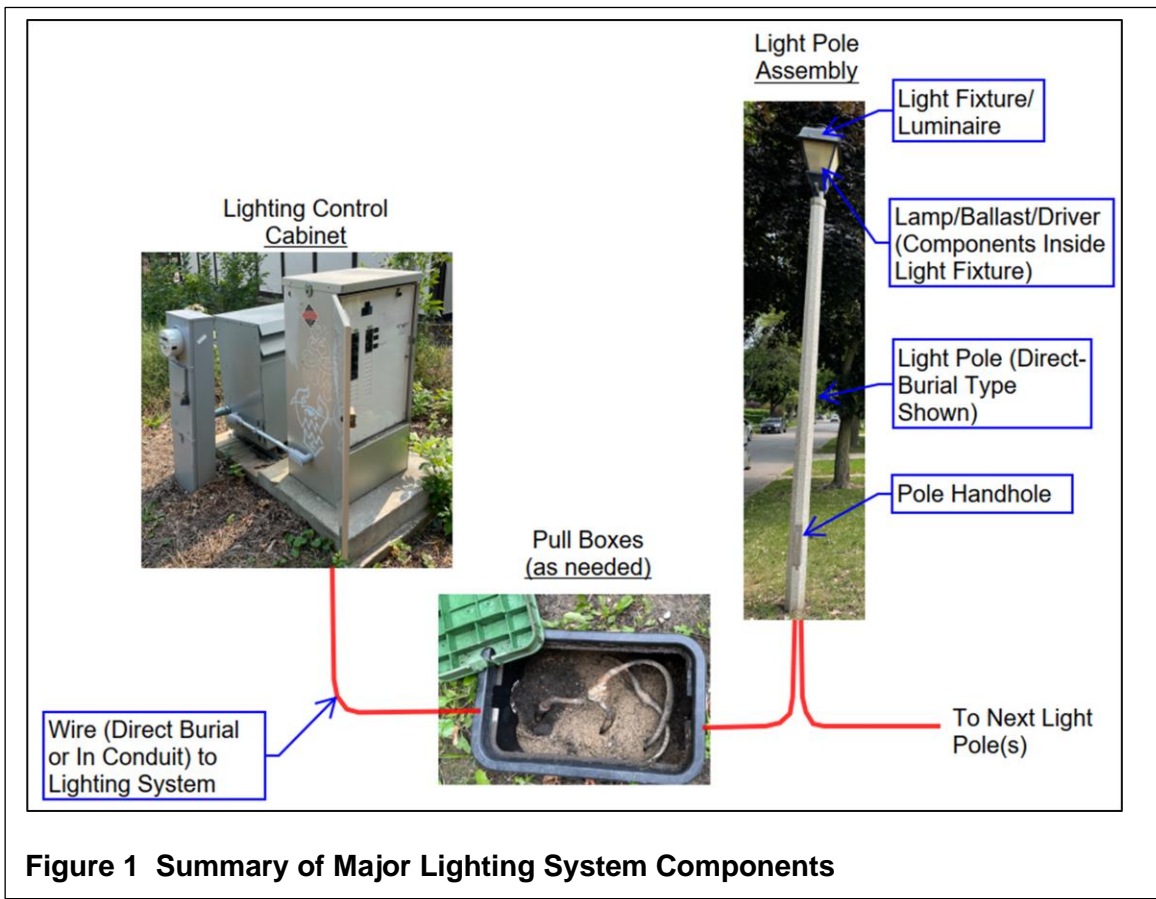 Light Pole
Assembly
Light Fixture/
Luminaire
Lamp/Ballast/Driver
(Components Inside
Light Fixture)
Lighting Control
Cabinet
Light Pole (Direct-
Burial Type
Shown)
Pole Handhole
Pull Boxes
(as needed)
Wire (Direct Burial
or In Conduit) to
Lighting System
To Next Light
Pole(s)
Figure 1  Summary of Major Lighting System Components